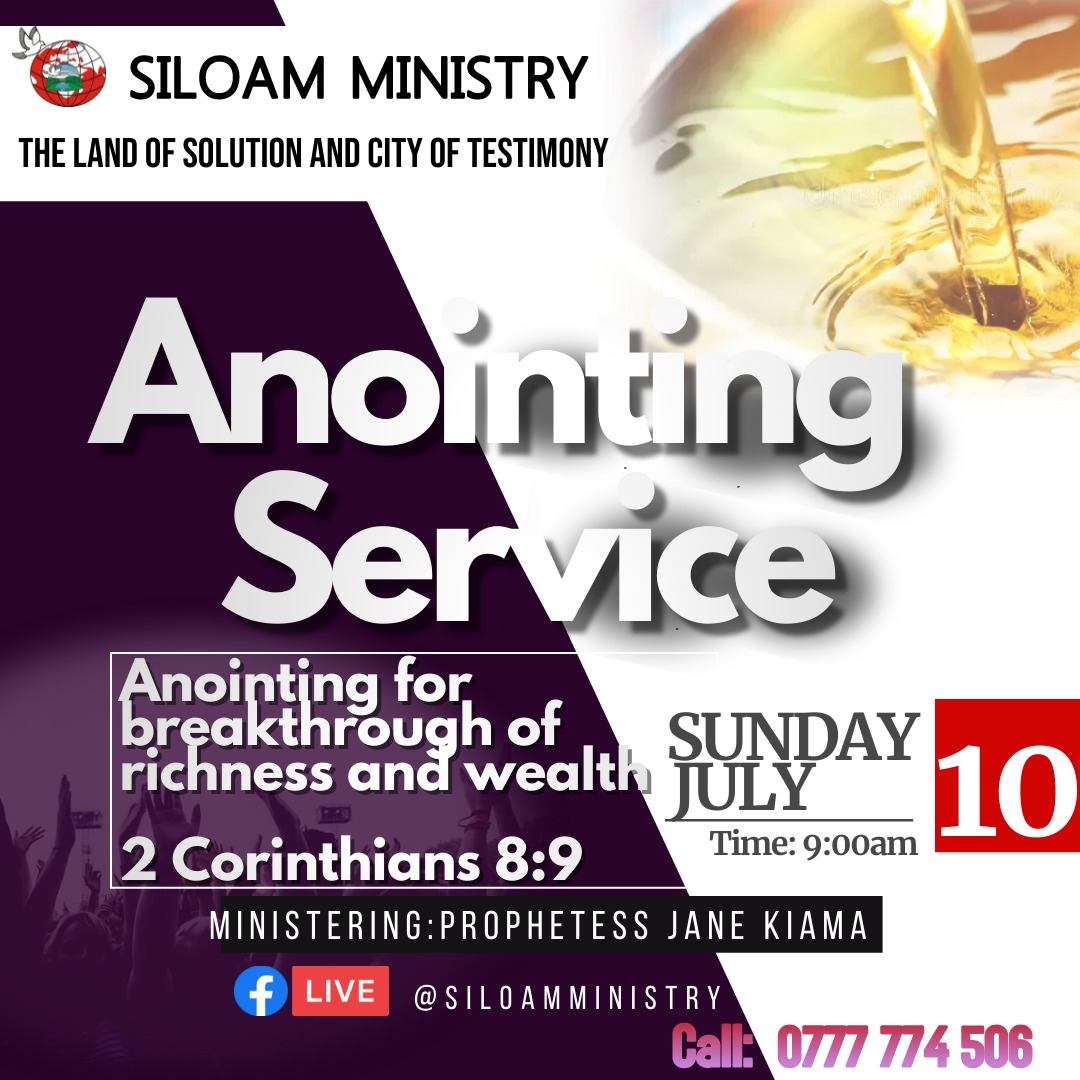 SILOAM MINISTRY
THE LAND OF SOLUTION AND CITY OF TESTIMONY
Anointing
Service
Anointing for
breakthrough of
richness and wealth
2 Corinthians 8:9
SUNDAY
JULY
10
Time: 9:00am
MINISTERING:PROPHETESS JANE KIAMA
LIVE @SILOAMMINISTRY
Call: 0777 774 506